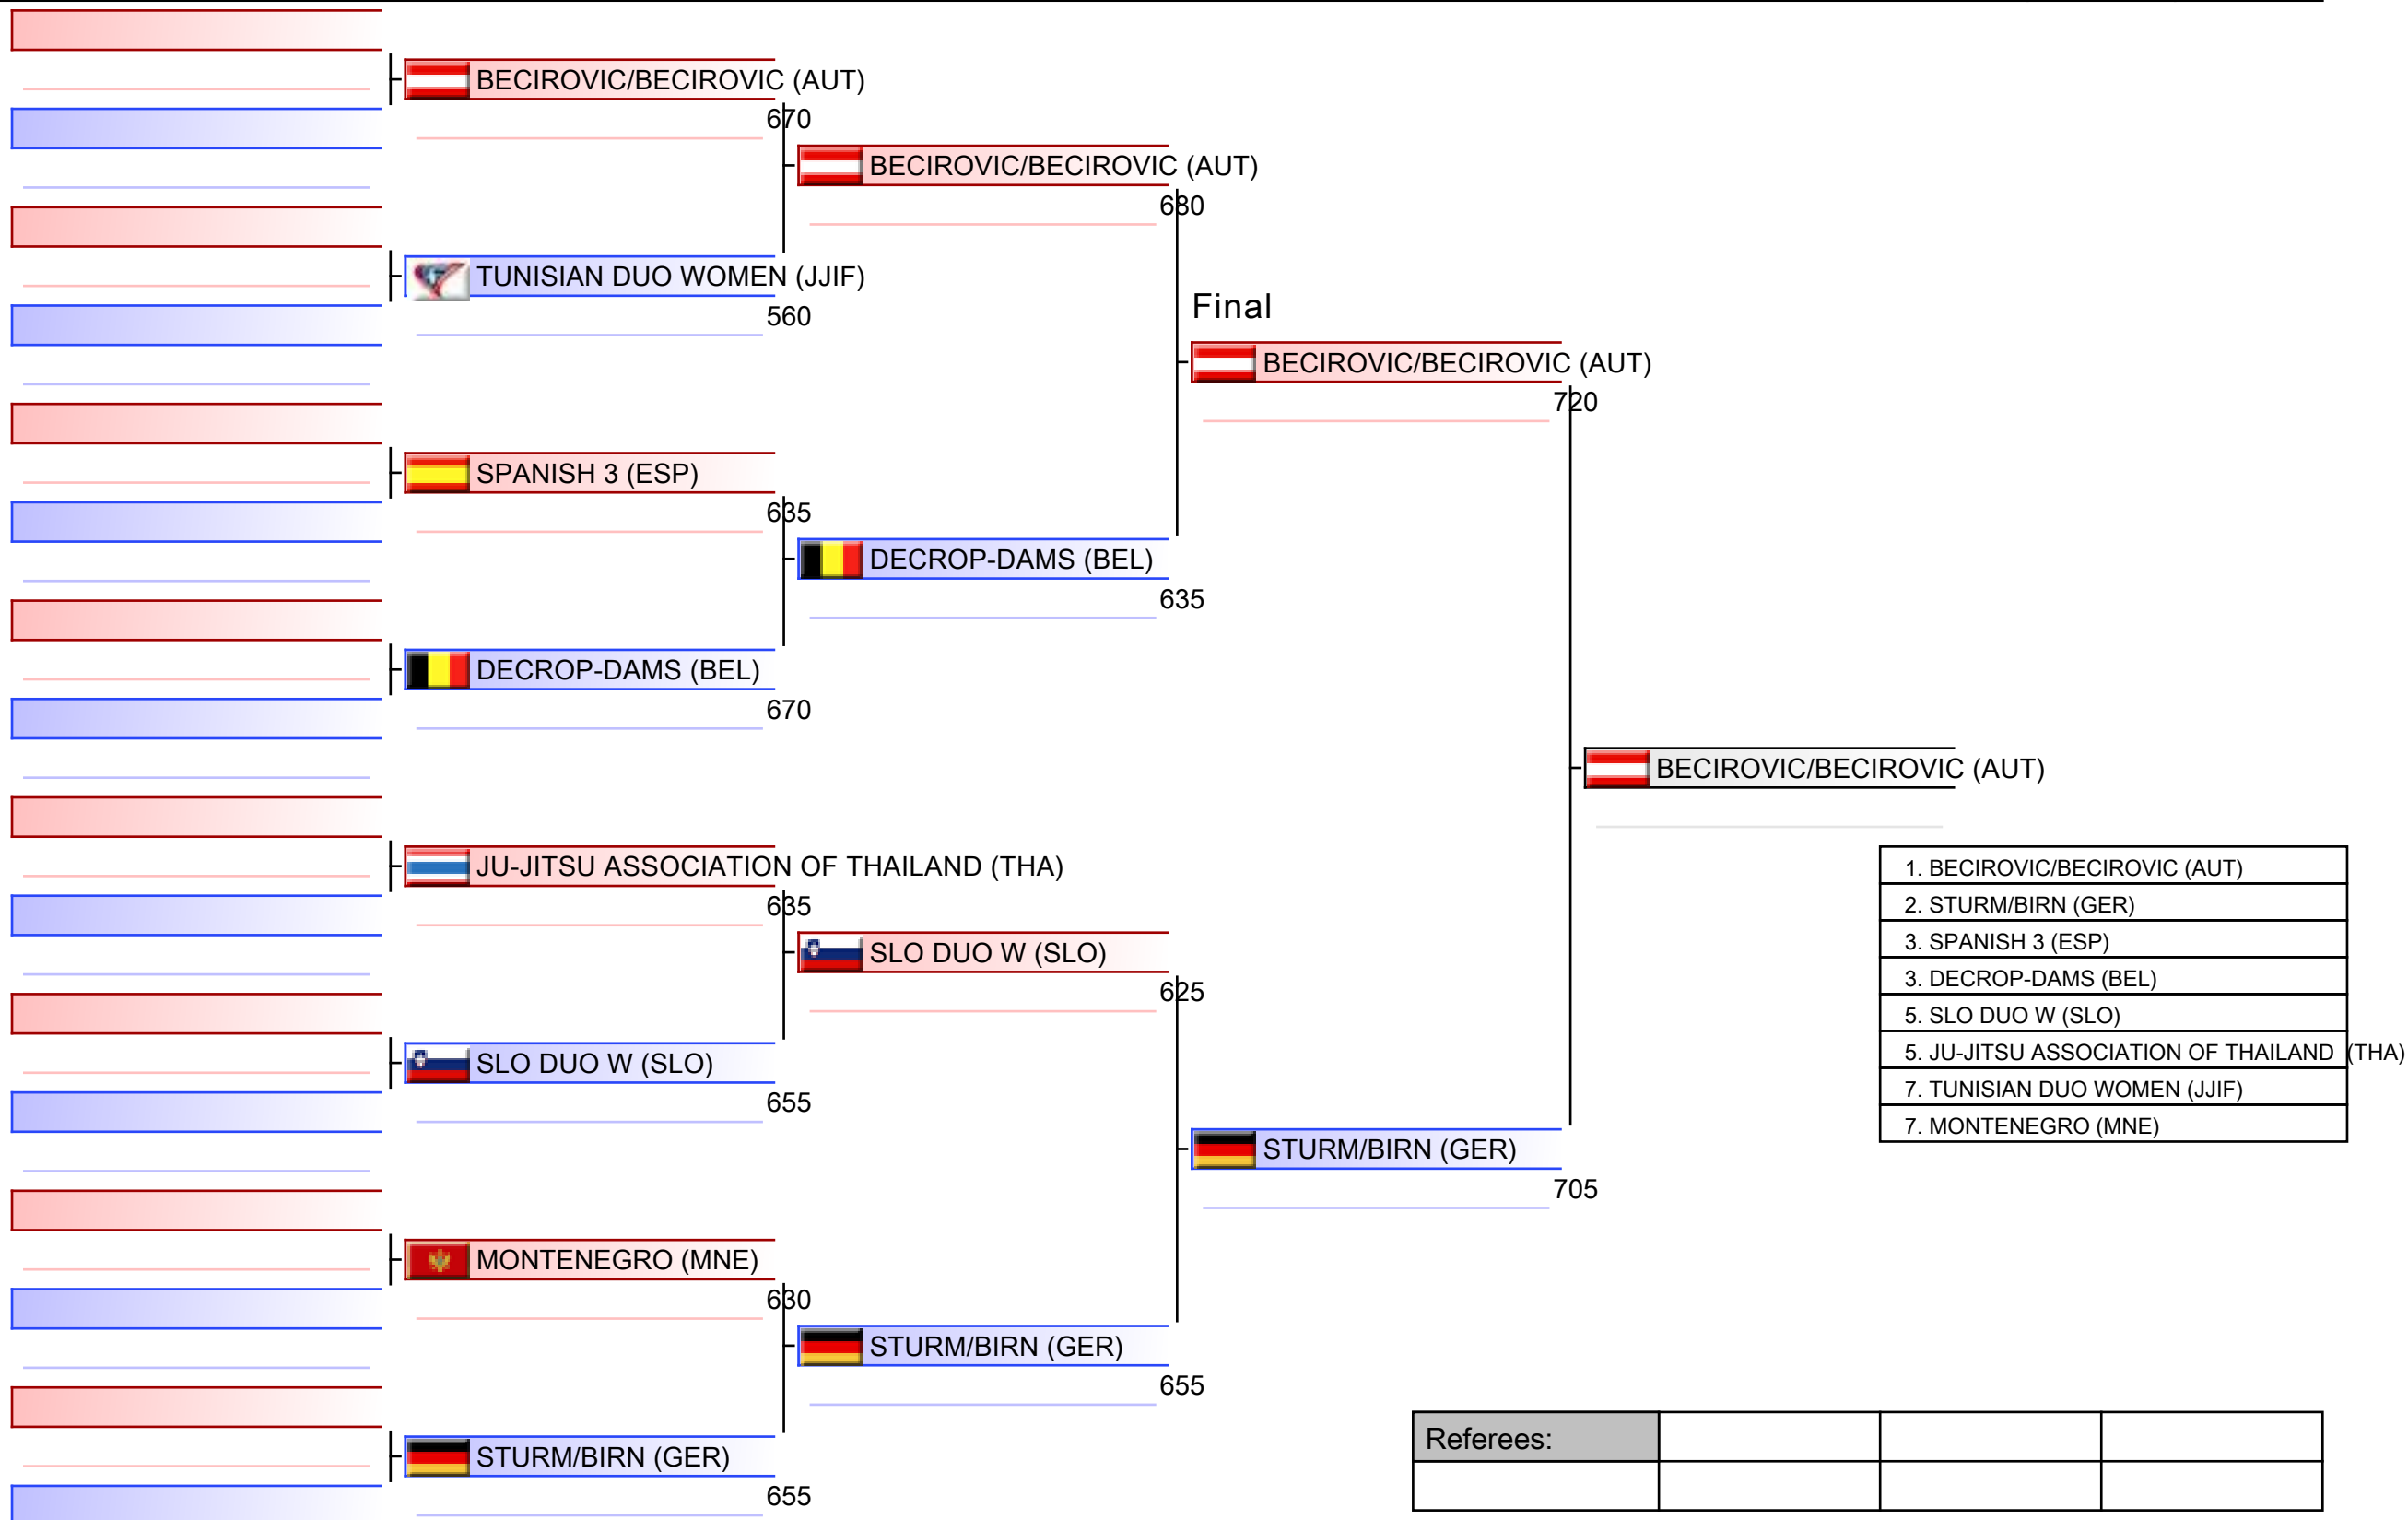 BECIROVIC/BECIROVIC (AUT)
670
BECIROVIC/BECIROVIC (AUT)
680
TUNISIAN DUO WOMEN (JJIF)
560
Final
BECIROVIC/BECIROVIC (AUT)
720
SPANISH 3 (ESP)
635
DECROP-DAMS (BEL)
635
DECROP-DAMS (BEL)
670
BECIROVIC/BECIROVIC (AUT)
JU-JITSU ASSOCIATION OF THAILAND (THA)
635
SLO DUO W (SLO)
625
SLO DUO W (SLO)
655
STURM/BIRN (GER)
705
MONTENEGRO (MNE)
630
STURM/BIRN (GER)
655
STURM/BIRN (GER)
655
1. BECIROVIC/BECIROVIC (AUT)
2. STURM/BIRN (GER)
3. SPANISH 3 (ESP)
3. DECROP-DAMS (BEL)
5. SLO DUO W (SLO)
5. JU-JITSU ASSOCIATION OF THAILAND (THA)
7. TUNISIAN DUO WOMEN (JJIF)
7. MONTENEGRO (MNE)
Referees: